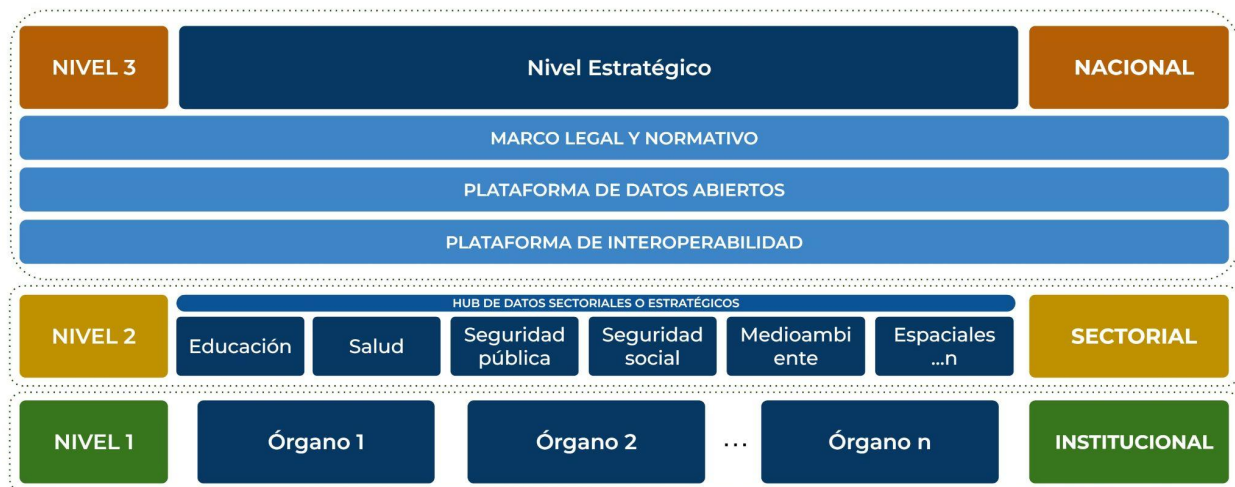 NIVEL 3
Nivel Estratégico
NACIONAL
MARCO LEGAL Y NORMATIVO
PLATAFORMA DE DATOS ABIERTOS
PLATAFORMA DE INTEROPERABILIDAD
NIVEL 2
HUB DE DATOS SECTORIALES O ESTRATÉGICOS
Educación
Salud
Seguridad
pública
Seguridad
social
Medioambi
ente
Espaciales
...n
SECTORIAL
NIVEL 1
Órgano 1
Órgano 2
...
Órgano n
INSTITUCIONAL